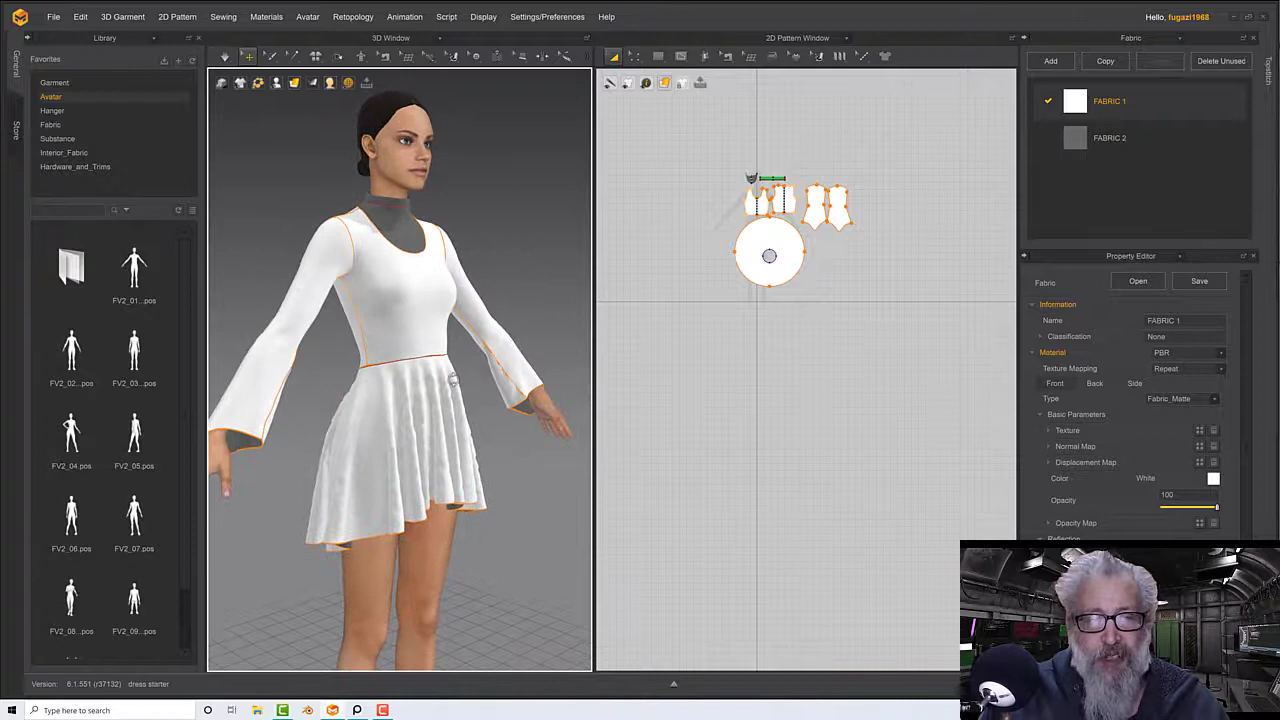 File Edit 3D Garment 2D Pattern Sewing Materials Avatar Retopology Animation Script Display Settings/Preferences Help Hello, fugazi1968
Library 3D Window 2D Pattern Window Fabric
General
Store
Topstitch
Favorites
Garment
Avatar
Hanger
Fabric
Substance
Interior_Fabric
Hardware_and_Trims
FV2_01...pos
FV2_02...pos FV2_03...pos
FV2_04.pos FV2_05.pos
FV2_06.pos FV2_07.pos
FV2_08...pos FV2_09...pos
Add Copy Delete Unused
FABRIC 1
FABRIC 2
Property Editor
Fabric Open Save
Information
Name FABRIC 1
Classification None
Material PBR
Texture Mapping Repeat
Front Back Side
Type Fabric_Matte
Basic Parameters
Texture
Normal Map
Displacement Map
Color White
Opacity 100
Opacity Map
Reflection
Version: 6.1.551 (r37132) dress starter
Type here to search